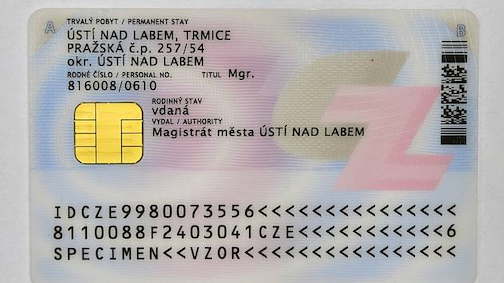 A
TRVALÝ POBYT / PERMANENT STAY
B
ÚSTÍ NAD LABEM, TRMICE
PRAŽSKÁ č.p. 257/54
okr. ÚSTÍ NAD LABEM
RODNÉ ČÍSLO / PERSONAL NO. TITUL Mgr.
816008/0610
RODINNÝ STAV
vdaná
VYDAL / AUTHORITY
Magistrát města ÚSTÍ NAD LABEM
CZ
IDCZE9980073556<<<<<<<<<<<<<<<
8110088F2403041CZE<<<<<<<<<<<6
SPECIMEN<<VZOR<<<<<<<<<<<<<<<<